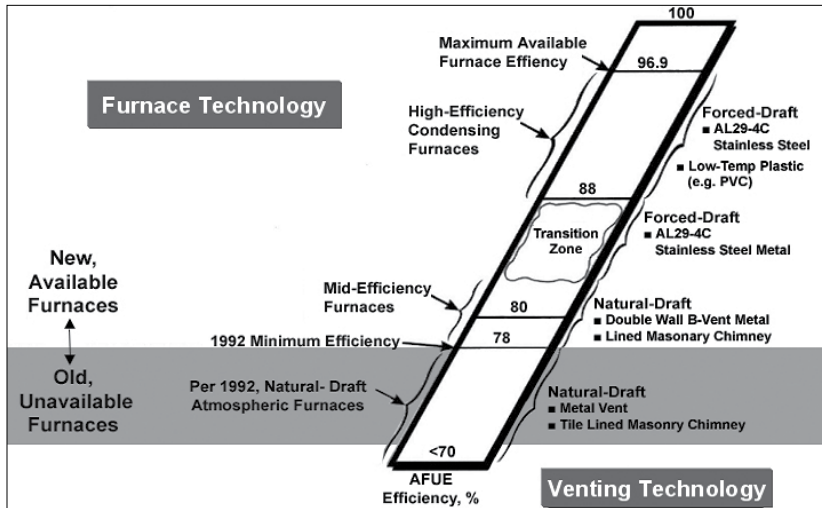 100
Maximum Available
Furnace Effiency
96.9
Furnace Technology
High-Efficiency
Condensing
Furnaces
Forced-Draft
■ AL29-4C
Stainless Steel
■ Low-Temp Plastic
(e.g. PVC)
88
Transition
Zone
Forced-Draft
■ AL29-4C
Stainless Steel Metal
New,
Available
Furnaces
Mid-Efficiency
Furnaces
80
Natural-Draft
■ Double Wall B-Vent Metal
■ Lined Masonary Chimney
1992 Minimum Efficiency
78
Old,
Unavailable
Furnaces
Per 1992, Natural- Draft
Atmospheric Furnaces
Natural-Draft
■ Metal Vent
■ Tile Lined Masonry Chimney
<70
AFUE
Efficiency, %
Venting Technology